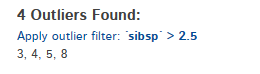 4 Outliers Found:
Apply outlier filter: `sibsp` > 2.5
3, 4, 5, 8